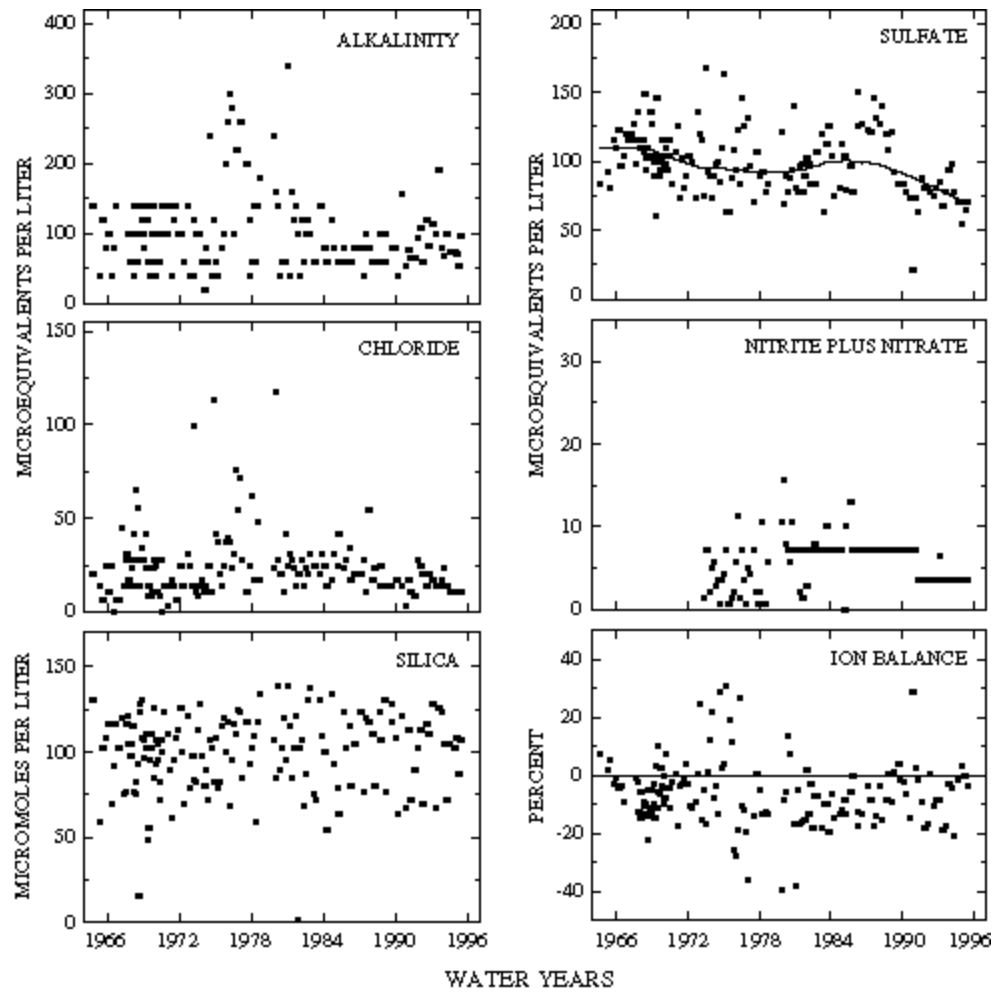 ALKALINITY
400
300
200
100
0
MICROEQUIVALENTS PER LITER
SULFATE
200
150
100
50
0
MICROEQUIVALENTS PER LITER
CHLORIDE
150
100
50
0
NITRITE PLUS NITRATE
30
20
10
0
SILICA
150
100
50
0
MICROMOLES PER LITER
1966 1972 1978 1984 1990 1996
ION BALANCE
40
20
0
-20
-40
PERCENT
1966 1972 1978 1984 1990 1996
WATER YEARS